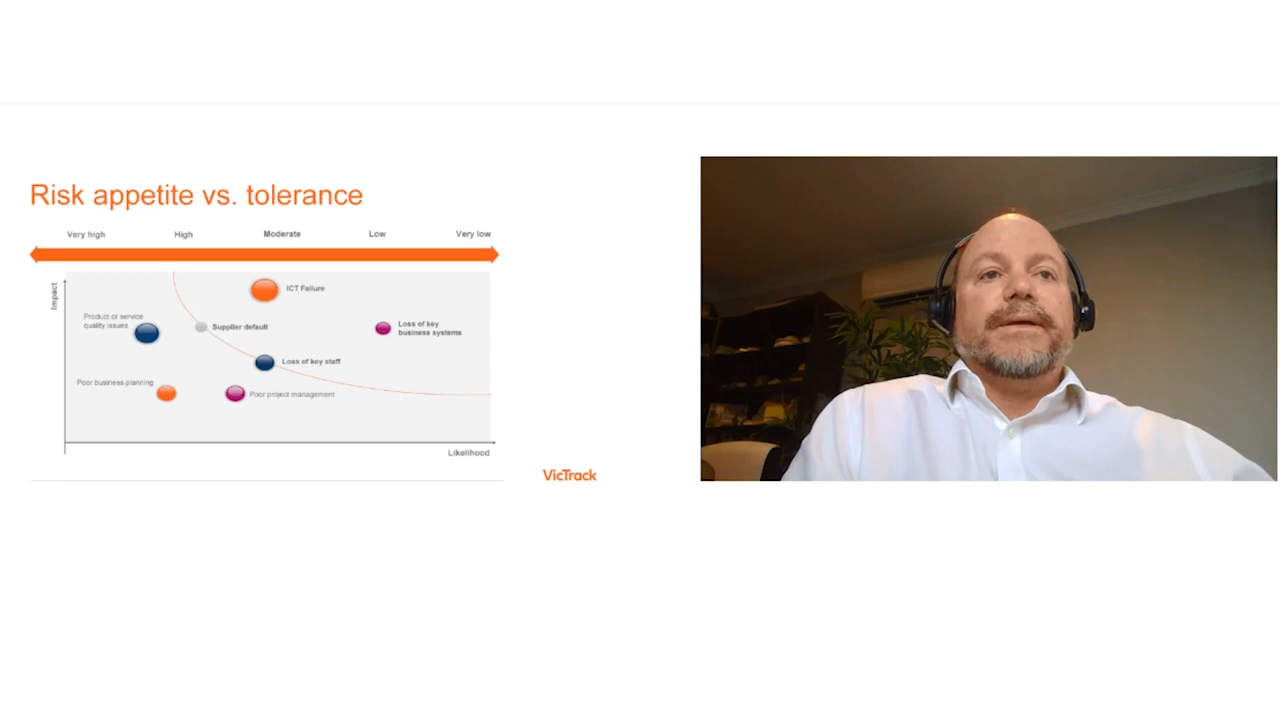 Risk appetite vs. tolerance
Very high High Moderate Low Very low
Impact
ICT Failure
Product or service
quality issues
Supplier default
Loss of key
business systems
Loss of key staff
Poor business planning
Poor project management
Likelihood
VicTrack